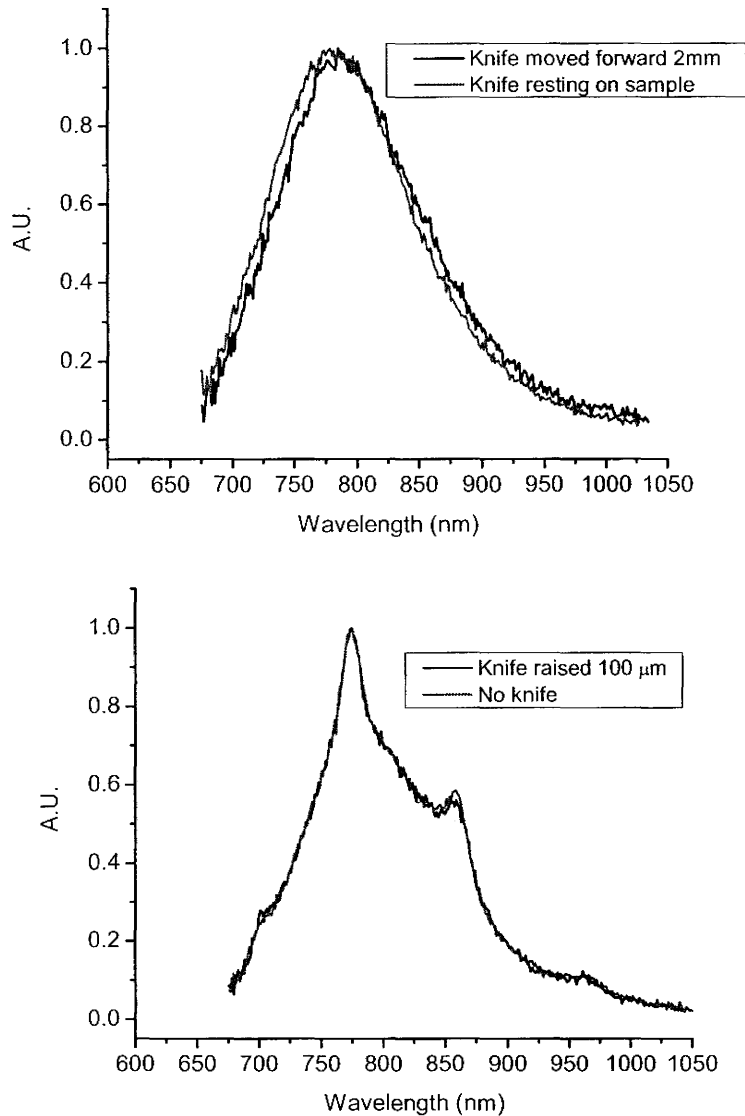 1.0
0.8
0.6
0.4
0.2
0.0
A.U.
Knife moved forward 2mm
Knife resting on sample
600 650 700 750 800 850 900 950 1000 1050
Wavelength (nm)
1.0
0.8
0.6
0.4
0.2
0.0
A.U.
Knife raised 100 μm
No knife
600 650 700 750 800 850 900 950 1000 1050
Wavelength (nm)